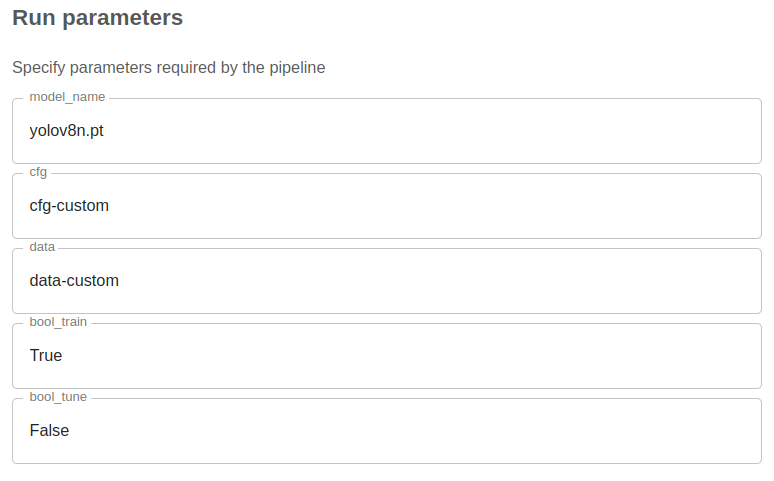 Run parameters
Specify parameters required by the pipeline
model_name
yolov8n.pt
cfg
cfg-custom
data
data-custom
bool_train
True
bool_tune
False